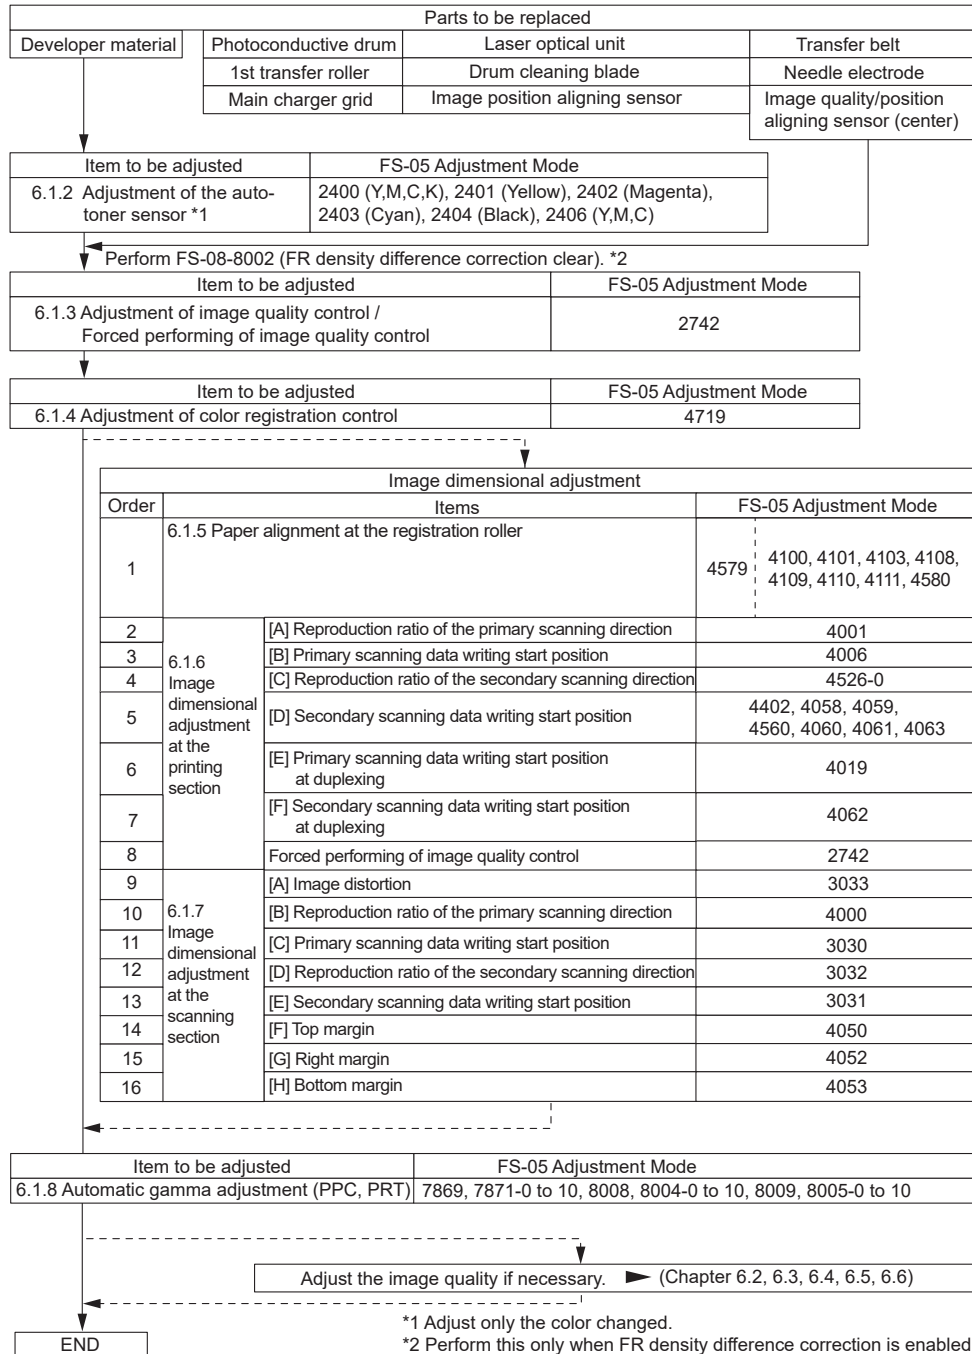 Parts to be replaced
Developer material
Photoconductive drum
Laser optical unit
Transfer belt
1st transfer roller
Drum cleaning blade
Needle electrode
Main charger grid
Image position aligning sensor
Image quality/position
aligning sensor (center)
Item to be adjusted
FS-05 Adjustment Mode
6.1.2 Adjustment of the auto-
toner sensor *1
2400 (Y,M,C,K), 2401 (Yellow), 2402 (Magenta),
2403 (Cyan), 2404 (Black), 2406 (Y,M,C)
Perform FS-08-8002 (FR density difference correction clear). *2
Item to be adjusted
FS-05 Adjustment Mode
6.1.3 Adjustment of image quality control /
Forced performing of image quality control
2742
Item to be adjusted
FS-05 Adjustment Mode
6.1.4 Adjustment of color registration control
4719
Image dimensional adjustment
Order
Items
FS-05 Adjustment Mode
1
6.1.5 Paper alignment at the registration roller
4579
4100, 4101, 4103, 4108,
4109, 4110, 4111, 4580
6.1.6
Image
dimensional
adjustment
at the
printing
section
2
[A] Reproduction ratio of the primary scanning direction
4001
3
[B] Primary scanning data writing start position
4006
4
[C] Reproduction ratio of the secondary scanning direction
4526-0
5
[D] Secondary scanning data writing start position
4402, 4058, 4059,
4560, 4060, 4061, 4063
6
[E] Primary scanning data writing start position
at duplexing
4019
7
[F] Secondary scanning data writing start position
at duplexing
4062
8
Forced performing of image quality control
2742
6.1.7
Image
dimensional
adjustment
at the
scanning
section
9
[A] Image distortion
3033
10
[B] Reproduction ratio of the primary scanning direction
4000
11
[C] Primary scanning data writing start position
3030
12
[D] Reproduction ratio of the secondary scanning direction
3032
13
[E] Secondary scanning data writing start position
3031
14
[F] Top margin
4050
15
[G] Right margin
4052
16
[H] Bottom margin
4053
Item to be adjusted
FS-05 Adjustment Mode
6.1.8 Automatic gamma adjustment (PPC, PRT)
7869, 7871-0 to 10, 8008, 8004-0 to 10, 8009, 8005-0 to 10
Adjust the image quality if necessary. ► (Chapter 6.2, 6.3, 6.4, 6.5, 6.6)
END
*1 Adjust only the color changed.
*2 Perform this only when FR density difference correction is enabled